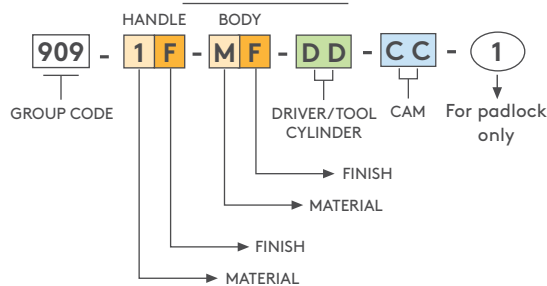 HANDLE BODY
909 - 1 F - M F - D D - C C - 1
GROUP CODE
DRIVER/TOOL
CYLINDER
CAM
For padlock
only
FINISH
MATERIAL
FINISH
MATERIAL